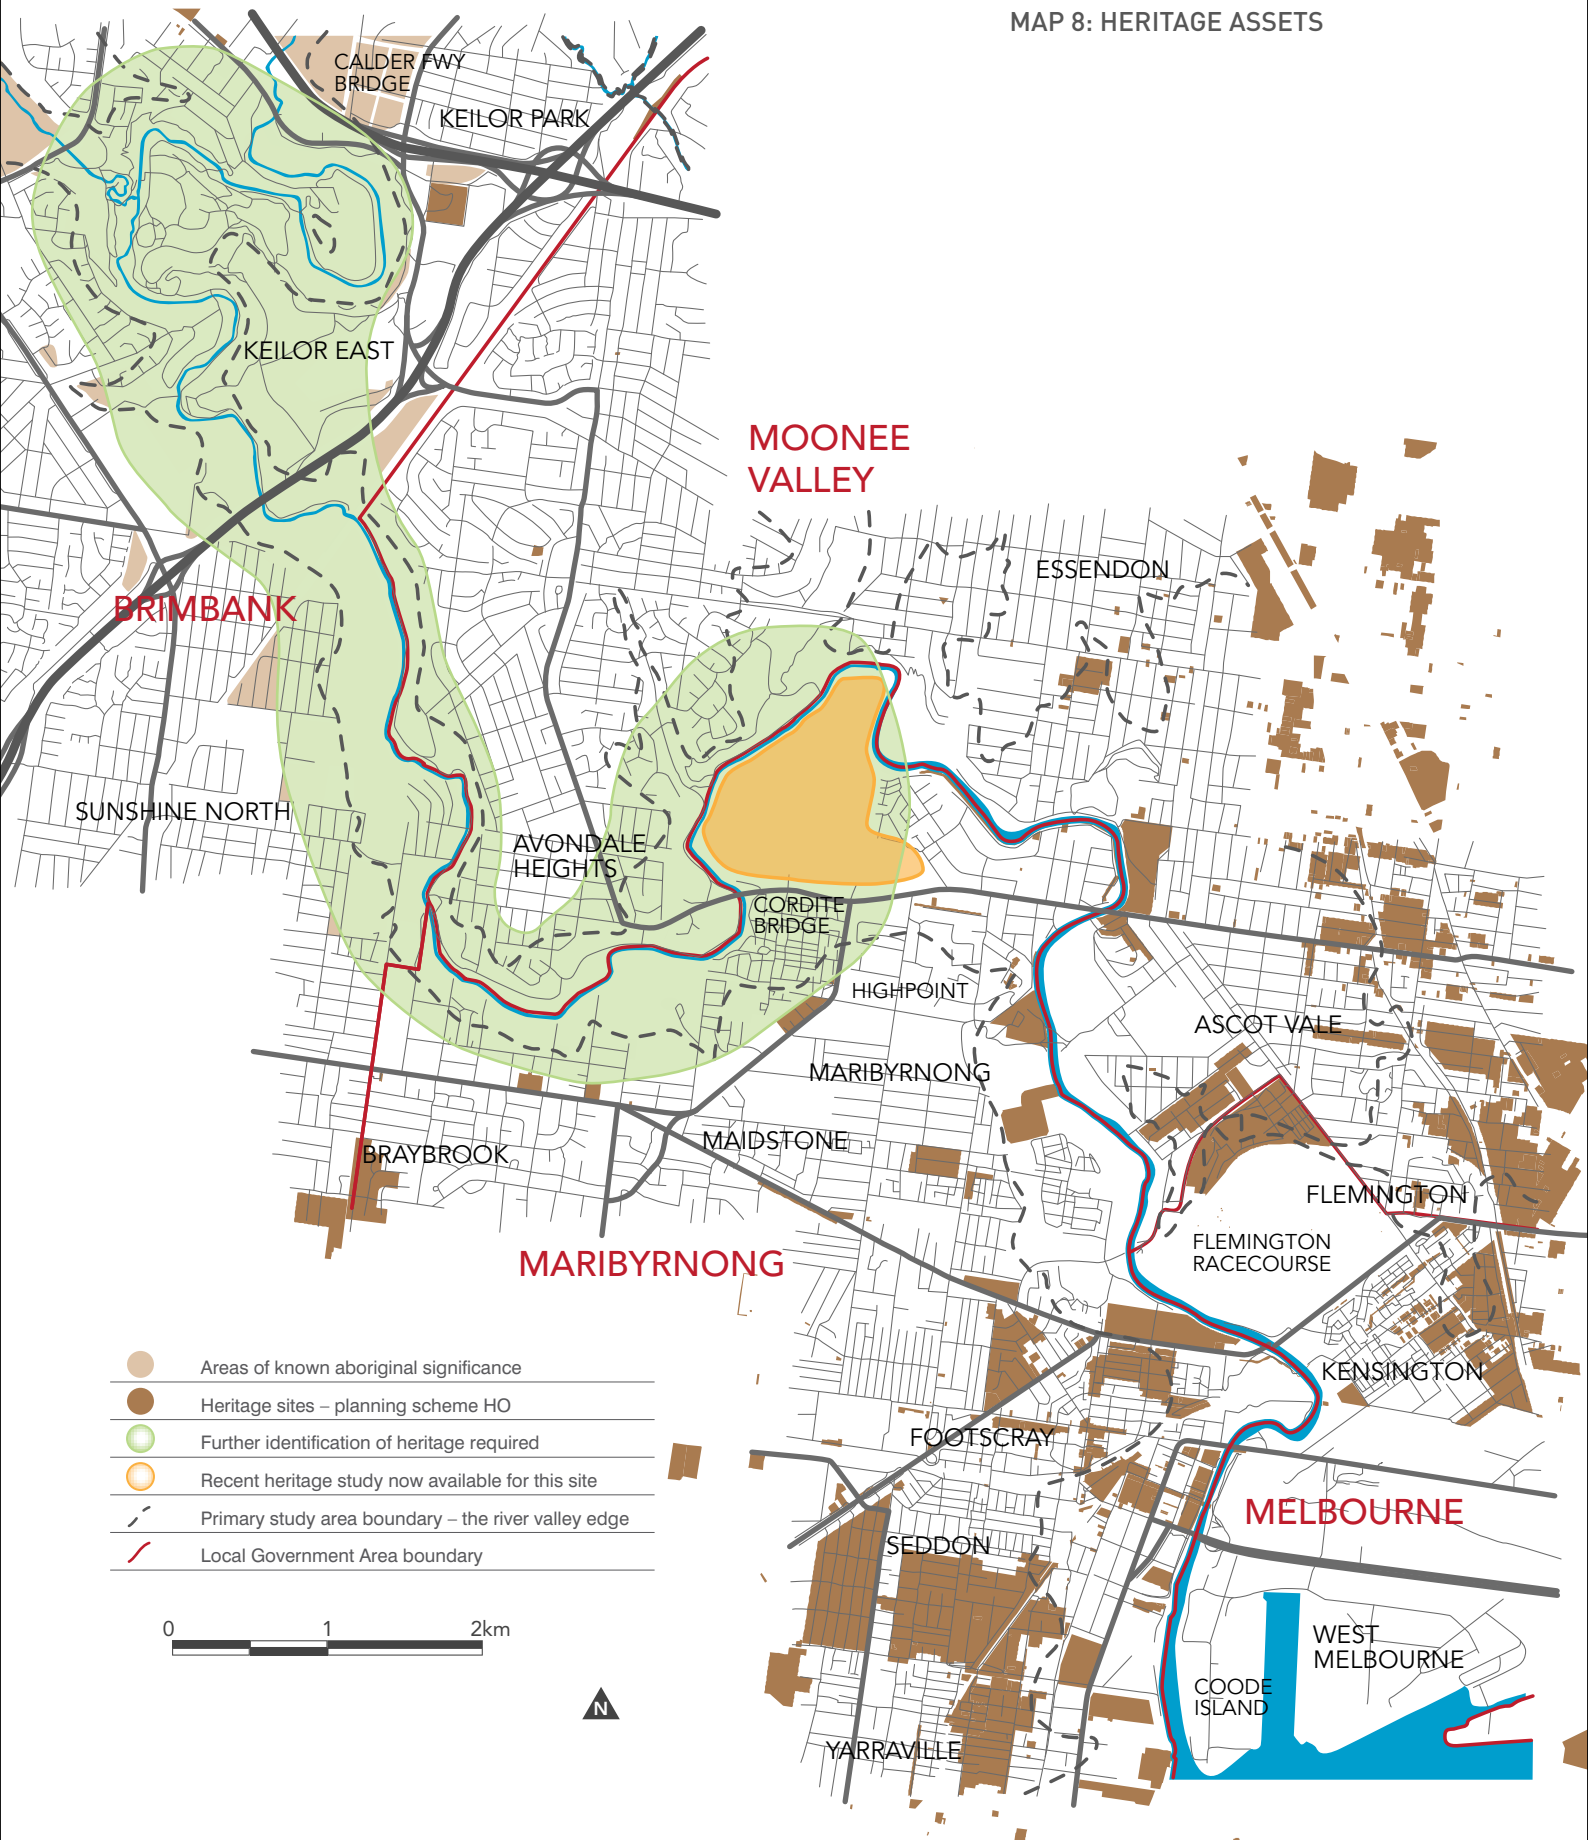 MAP 8: HERITAGE ASSETS
CALDER FWY
BRIDGE
KEILOR PARK
KEILOR EAST
MOONEE
VALLEY
ESSENDON
BRIMBANK
SUNSHINE NORTH
AVONDALE
HEIGHTS
CORDITE
BRIDGE
HIGHPOINT
ASCOT VALE
MARIBYRNONG
MAIDSTONE
BRAYBROOK
FLEMINGTON
FLEMINGTON
RACECOURSE
MARIBYRNONG
KENSINGTON
FOOTSCRAY
MELBOURNE
SEDDON
WEST
MELBOURNE
COODE
ISLAND
YARRAVILLE
Areas of known aboriginal significance
Heritage sites – planning scheme HO
Further identification of heritage required
Recent heritage study now available for this site
Primary study area boundary – the river valley edge
Local Government Area boundary
0 1 2km
N